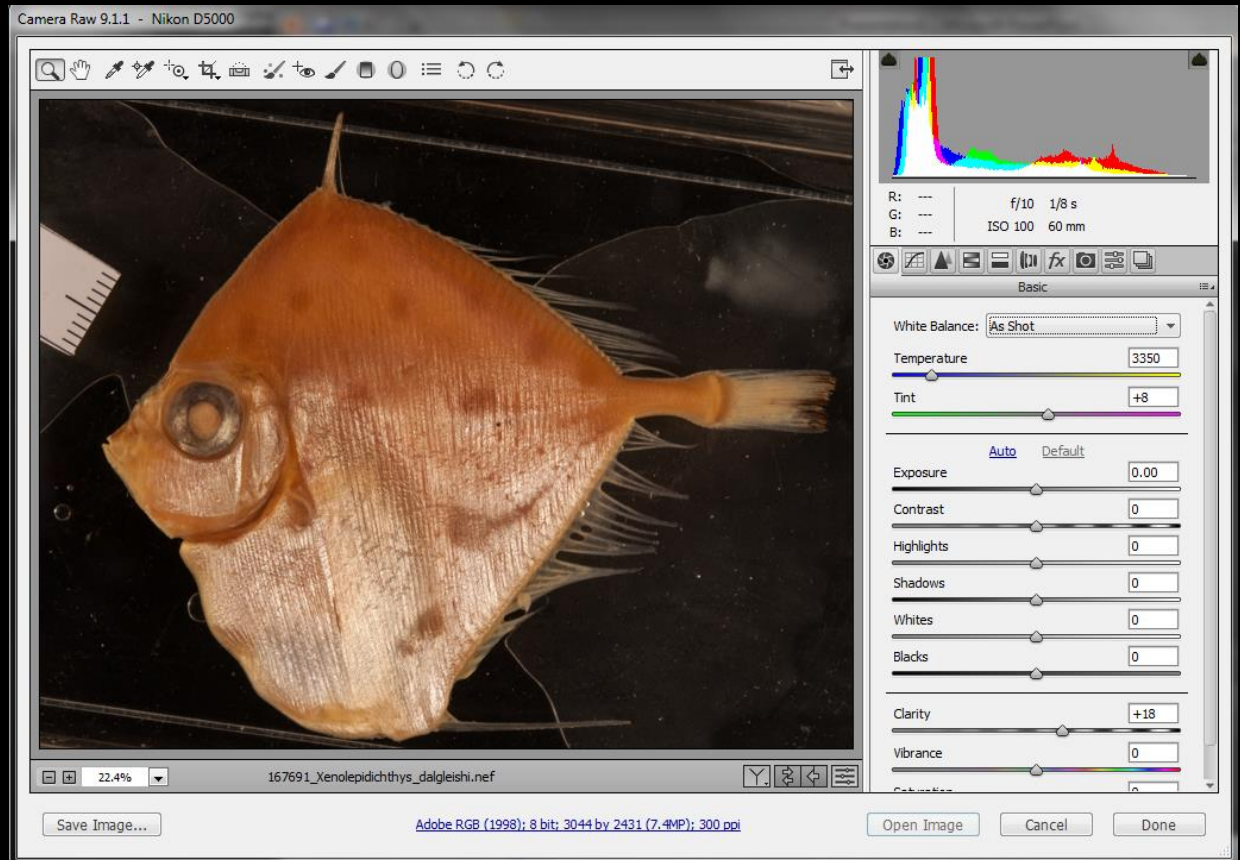 Camera Raw 9.1.1 - Nikon D5000
R: ---
G: ---
B: ---
f/10 1/8 s
ISO 100 60 mm
fx
Basic
White Balance: As Shot
Temperature 3350
Tint +8
Auto Default
Exposure 0.00
Contrast 0
Highlights 0
Shadows 0
Whites 0
Blacks 0
Clarity +18
Vibrance 0
22.4%
167691_Xenolepidichthys_dalgleishi.nef
Y
Save Image...
Adobe RGB (1998); 8 bit; 3044 by 2431 (7.4MP); 300 ppi
Open Image Cancel Done